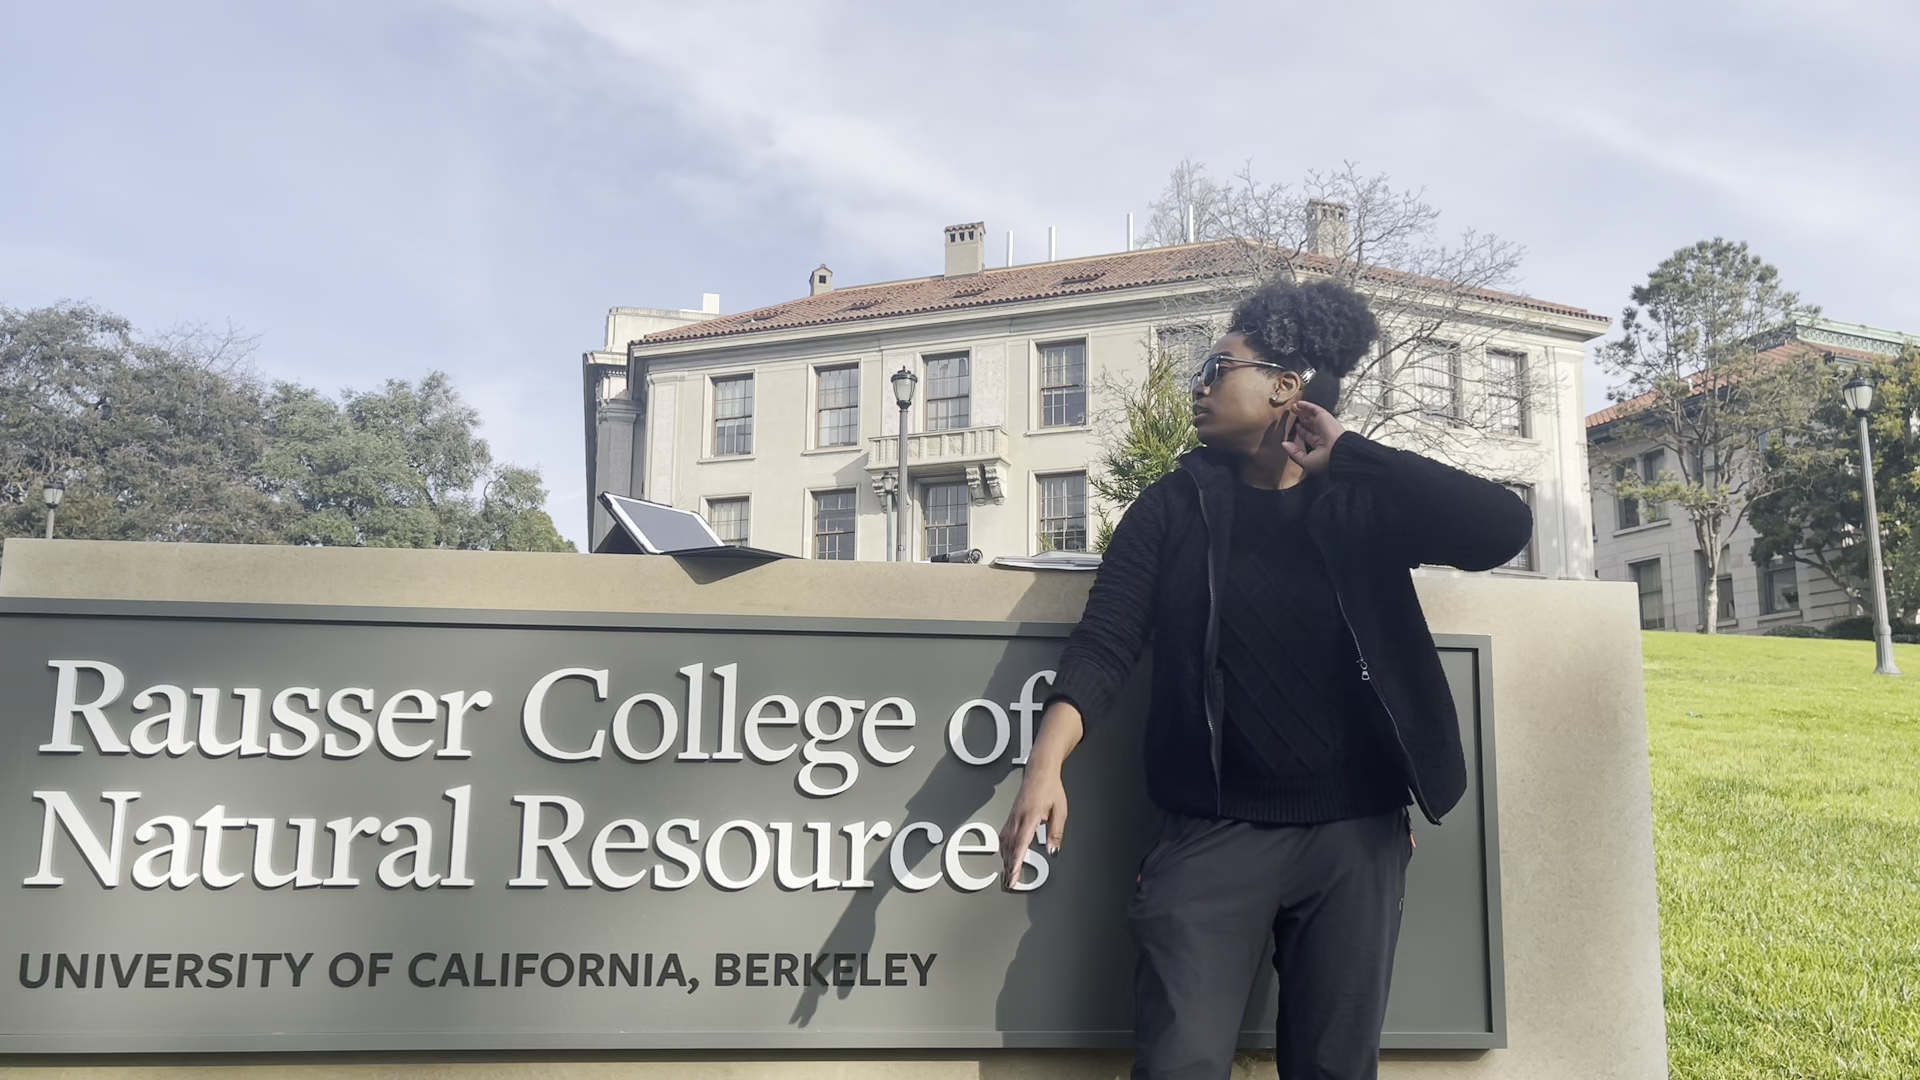 Rausser College of
Natural Resources
UNIVERSITY OF CALIFORNIA, BERKELEY